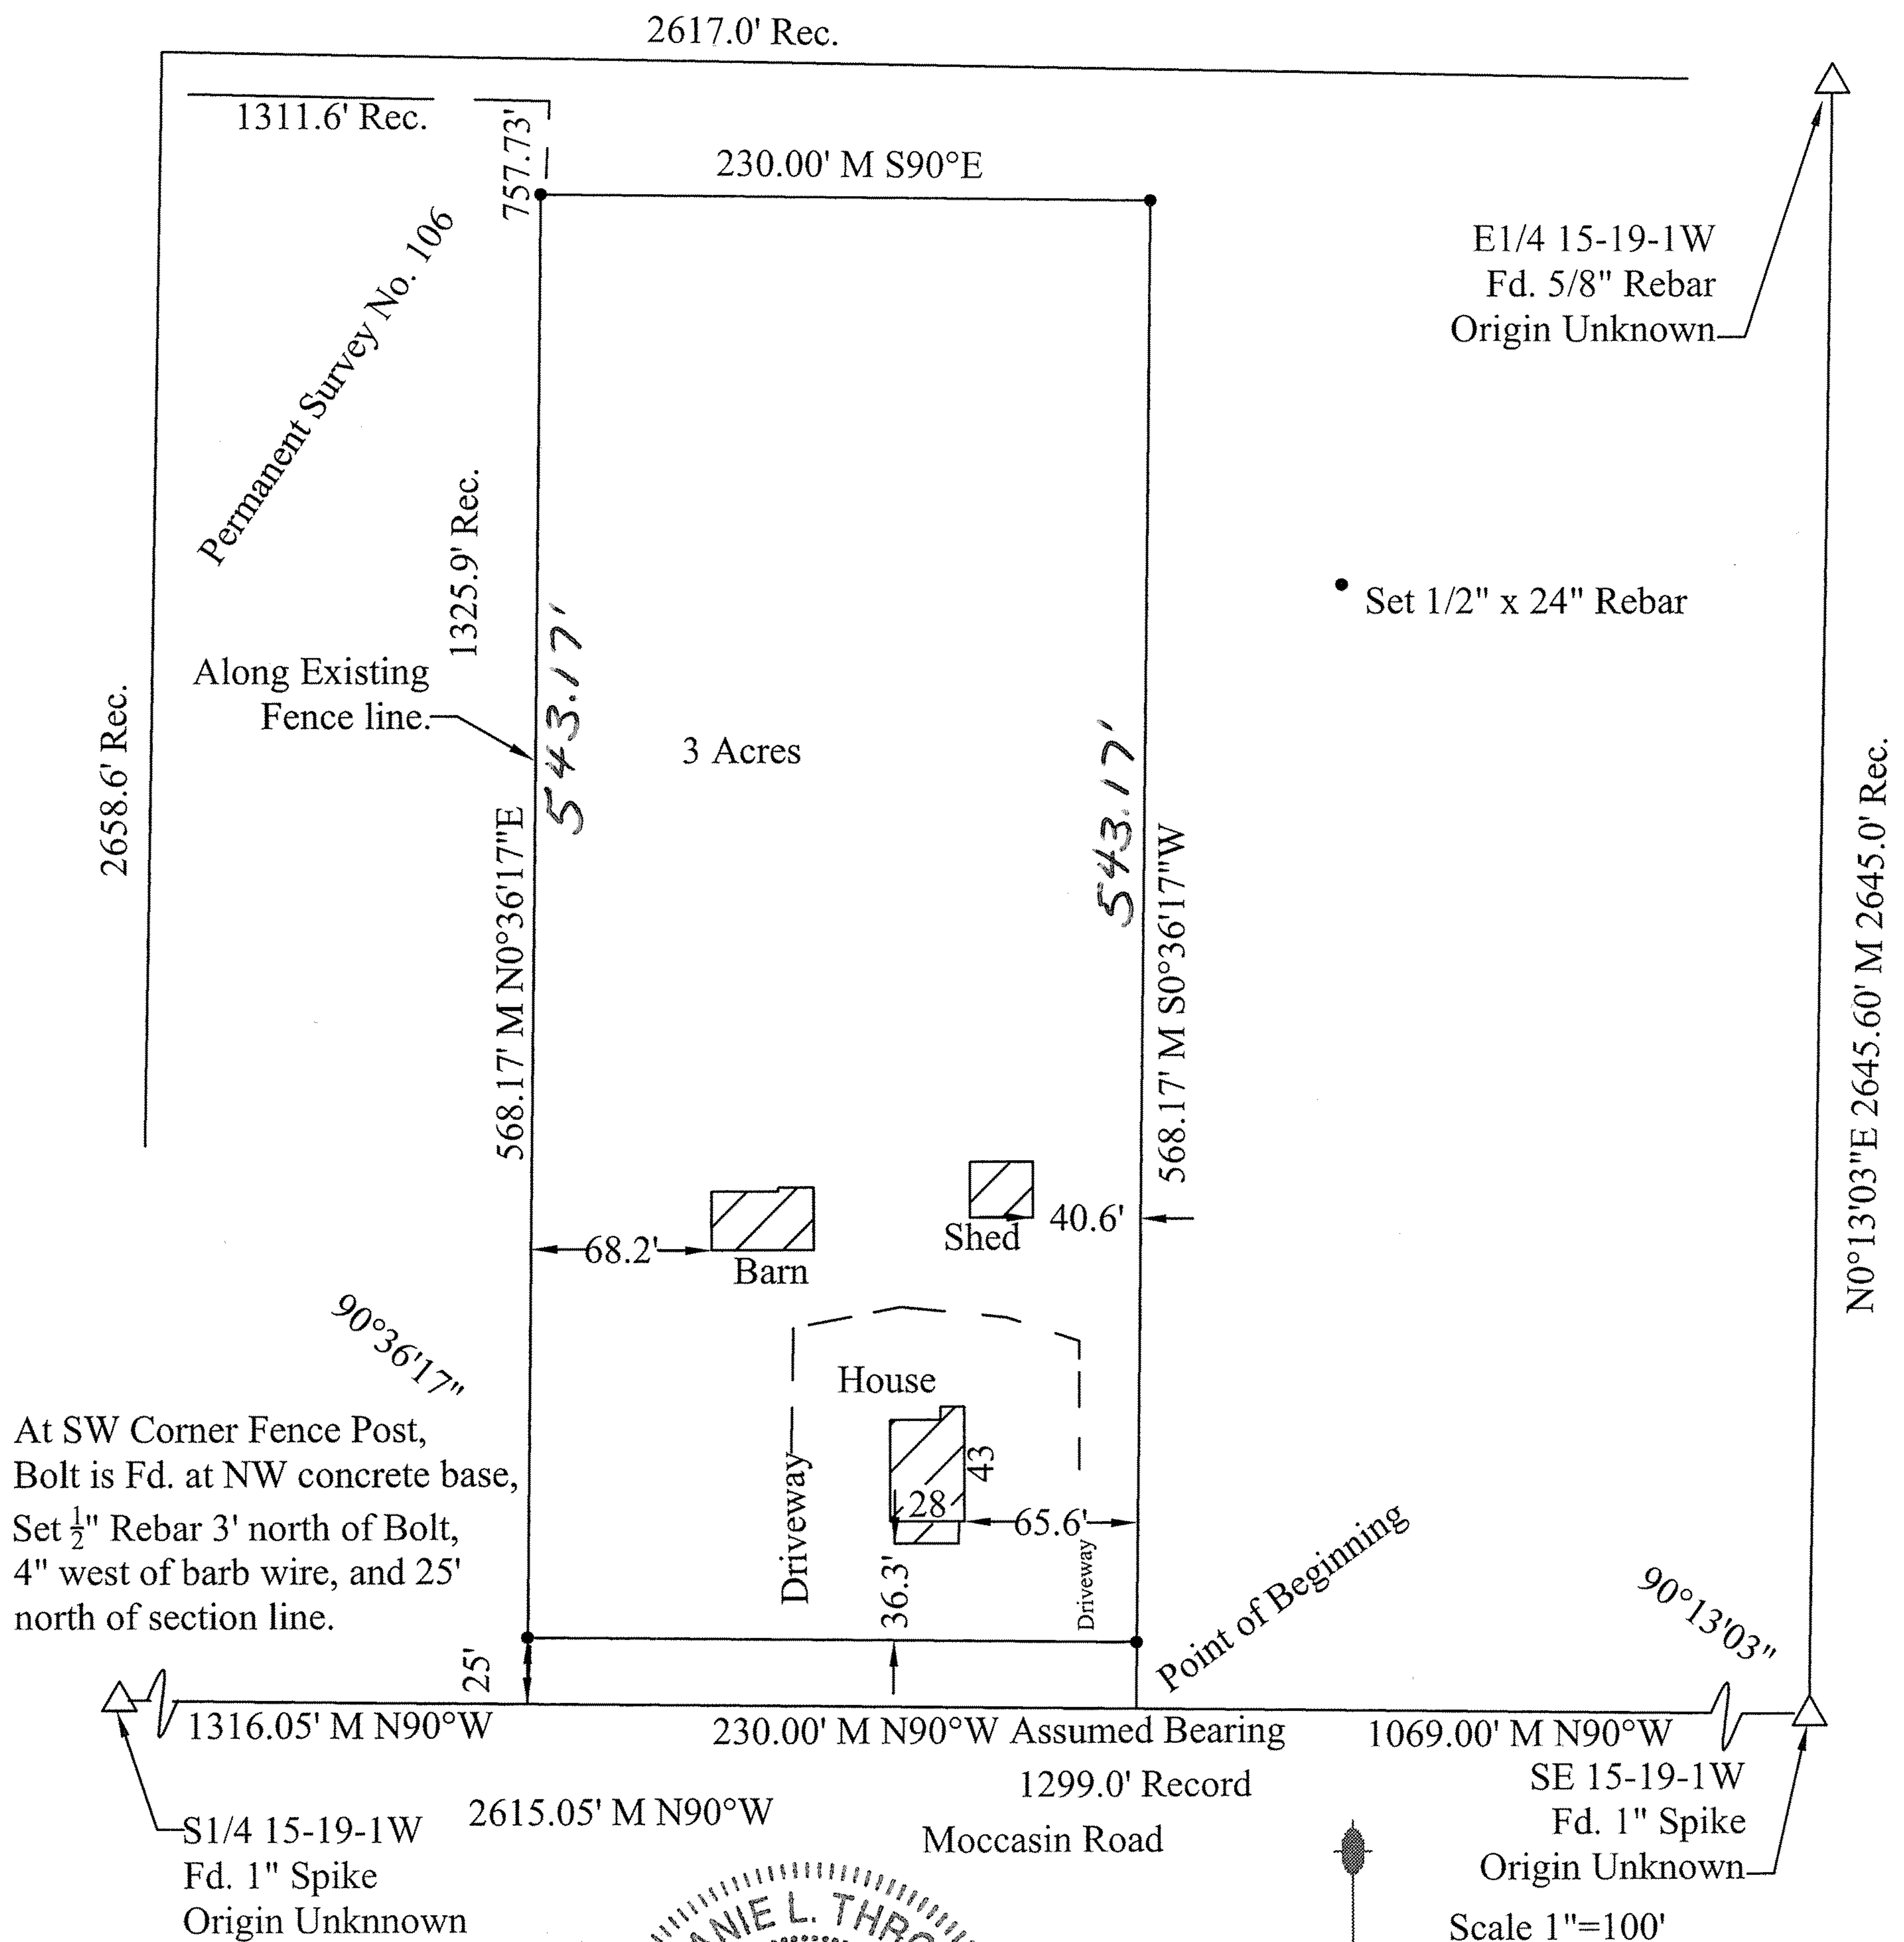 2617.0' Rec.
1311.6' Rec.
757.73'
230.00' M S90°E
Permanent Survey No. 106
E1/4 15-19-1W
Fd. 5/8" Rebar
Origin Unknown
1325.9' Rec.
543.17'
Set 1/2" x 24" Rebar
Along Existing
Fence line.
2658.6' Rec.
3 Acres
543.17'
568.17' M N0°36'17"E
568.17' M S0°36'17"W
N0°13'03"E 2645.60' M 2645.0' Rec.
40.6'
Shed
68.2'
Barn
90°36'17"
House
At SW Corner Fence Post,
Bolt is Fd. at NW concrete base,
Set ½" Rebar 3' north of Bolt,
4" west of barb wire, and 25'
north of section line.
43
28
65.6'
Driveway
Driveway
36.3'
Point of Beginning
90°13'03"
25'
1316.05' M N90°W
230.00' M N90°W Assumed Bearing
1069.00' M N90°W
1299.0' Record
SE 15-19-1W
Fd. 1" Spike
Origin Unknown
2615.05' M N90°W
S1/4 15-19-1W
Fd. 1" Spike
Origin Unknnown
Moccasin Road
L.
Scale 1"=100'